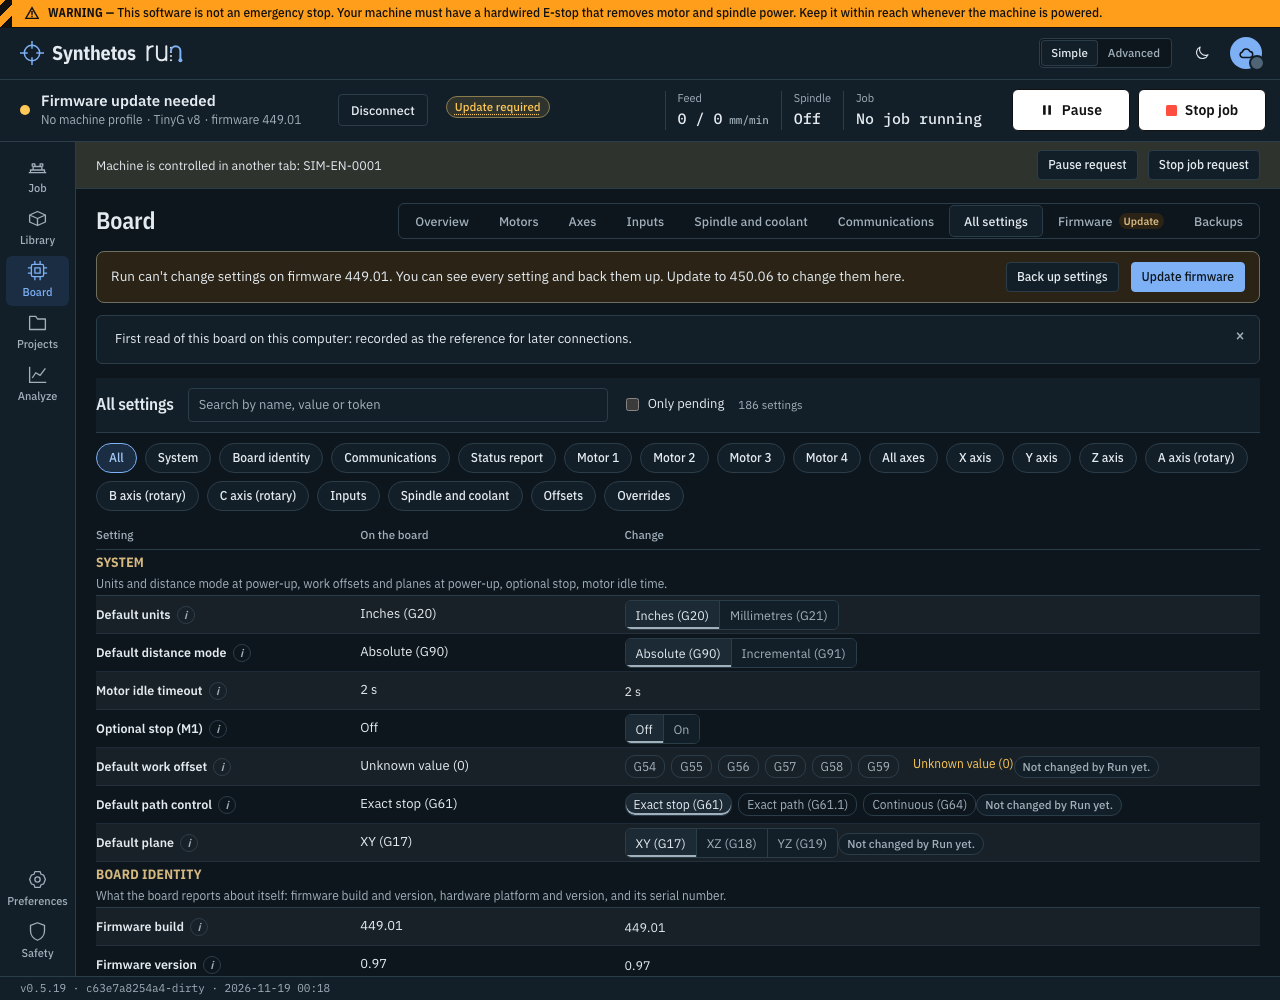 WARNING — This software is not an emergency stop. Your machine must have a hardwired E-stop that removes motor and spindle power. Keep it within reach whenever the machine is powered.
Synthetos run
Simple Advanced
Firmware update needed
No machine profile · TinyG v8 · firmware 449.01
Disconnect
Update required
Feed
0 / 0 mm/min
Spindle
Off
Job
No job running
Pause
Stop job
Machine is controlled in another tab: SIM-EN-0001
Pause request
Stop job request
Job
Library
Board
Projects
Analyze
Preferences
Safety
Board
Overview Motors Axes Inputs Spindle and coolant Communications All settings Firmware Update Backups
Run can't change settings on firmware 449.01. You can see every setting and back them up. Update to 450.06 to change them here.
Back up settings
Update firmware
First read of this board on this computer: recorded as the reference for later connections.
×
All settings
Search by name, value or token
Only pending
186 settings
All System Board identity Communications Status report Motor 1 Motor 2 Motor 3 Motor 4 All axes X axis Y axis Z axis A axis (rotary)
B axis (rotary) C axis (rotary) Inputs Spindle and coolant Offsets Overrides
Setting On the board Change
SYSTEM
Units and distance mode at power-up, work offsets and planes at power-up, optional stop, motor idle time.
Default units i Inches (G20) Inches (G20) Millimetres (G21)
Default distance mode i Absolute (G90) Absolute (G90) Incremental (G91)
Motor idle timeout i 2 s 2 s
Optional stop (M1) i Off Off On
Default work offset i Unknown value (0) G54 G55 G56 G57 G58 G59 Unknown value (0) Not changed by Run yet.
Default path control i Exact stop (G61) Exact stop (G61) Exact path (G61.1) Continuous (G64) Not changed by Run yet.
Default plane i XY (G17) XY (G17) XZ (G18) YZ (G19) Not changed by Run yet.
BOARD IDENTITY
What the board reports about itself: firmware build and version, hardware platform and version, and its serial number.
Firmware build i 449.01 449.01
Firmware version i 0.97 0.97
v0.5.19 · c63e7a8254a4-dirty · 2026-11-19 00:18